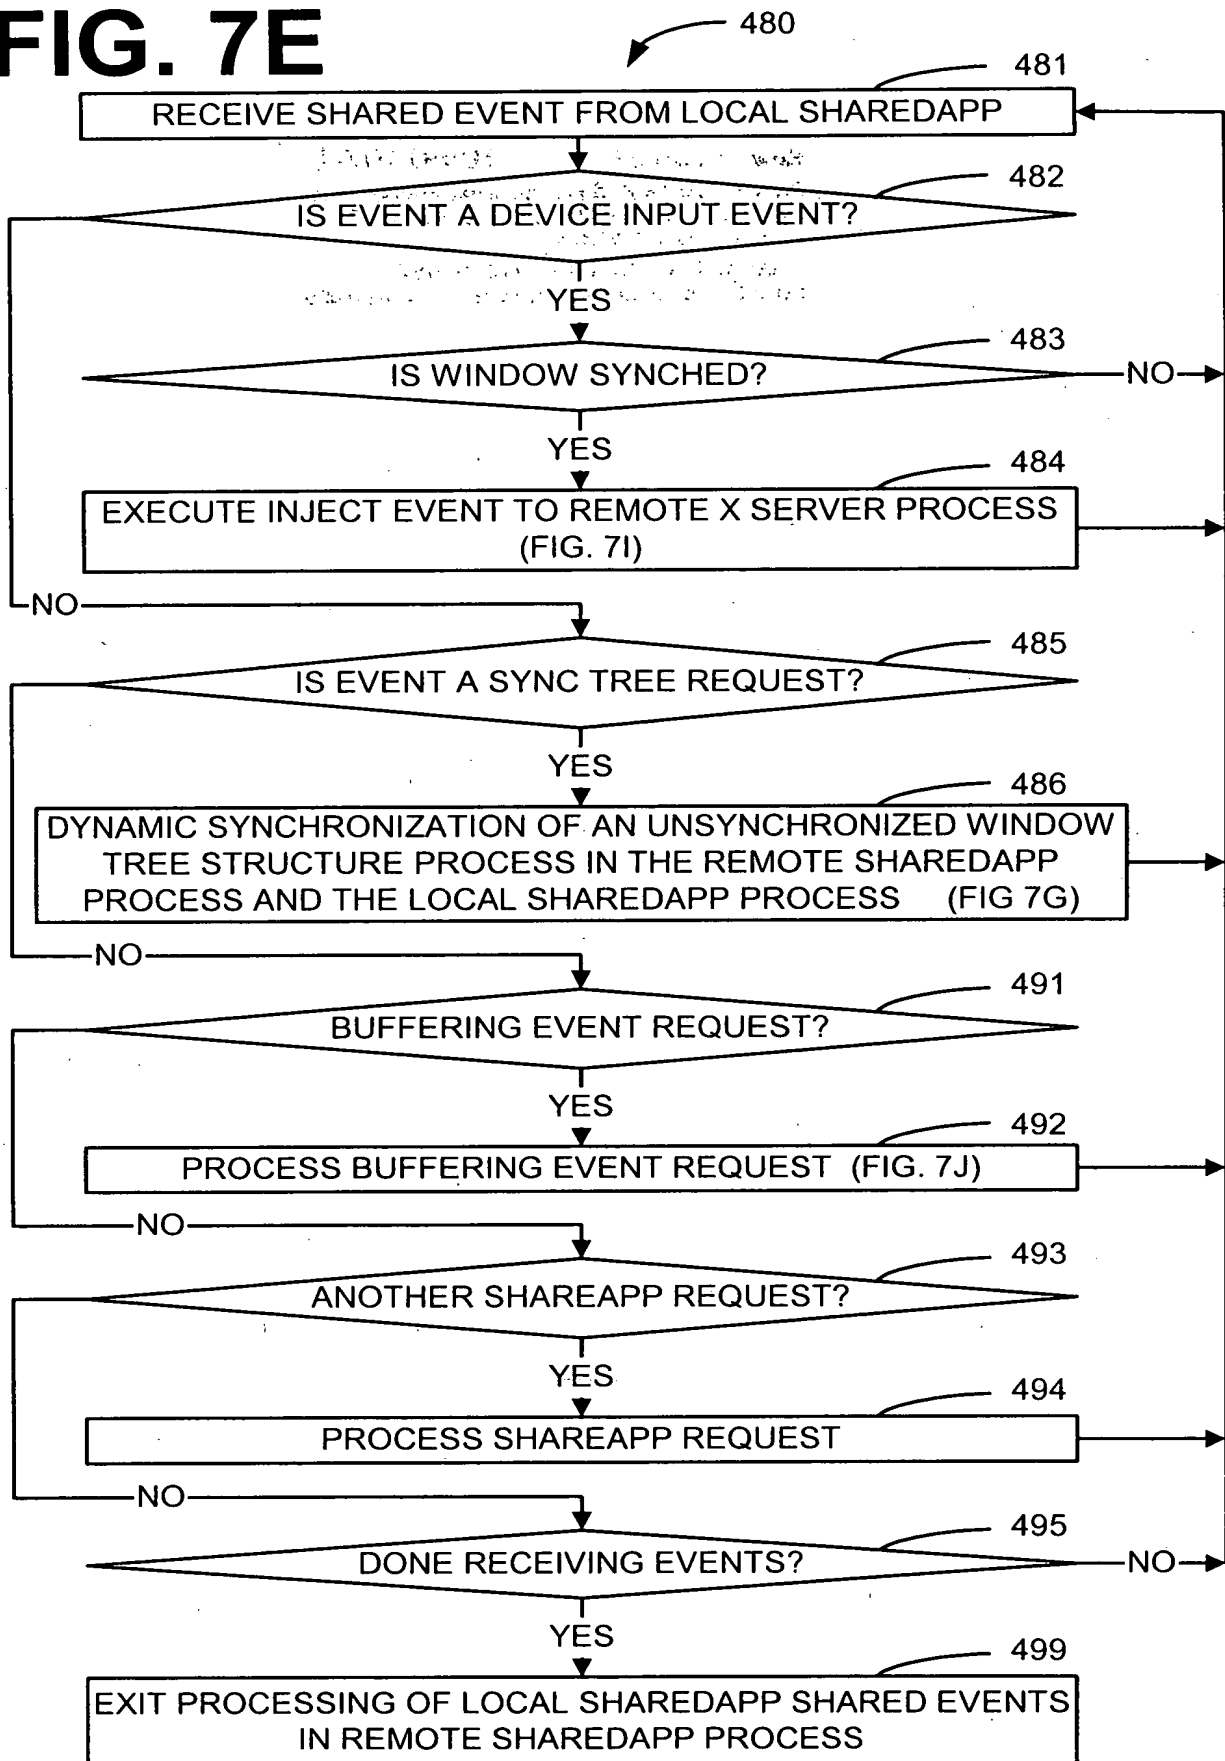 FIG. 7E
480
481
RECEIVE SHARED EVENT FROM LOCAL SHAREDAPP
482
IS EVENT A DEVICE INPUT EVENT?
YES
483
IS WINDOW SYNCHED?
NO
YES
484
EXECUTE INJECT EVENT TO REMOTE X SERVER PROCESS
(FIG. 7I)
NO
485
IS EVENT A SYNC TREE REQUEST?
YES
486
DYNAMIC SYNCHRONIZATION OF AN UNSYNCHRONIZED WINDOW
TREE STRUCTURE PROCESS IN THE REMOTE SHAREDAPP
PROCESS AND THE LOCAL SHAREDAPP PROCESS (FIG 7G)
NO
491
BUFFERING EVENT REQUEST?
YES
492
PROCESS BUFFERING EVENT REQUEST (FIG. 7J)
NO
493
ANOTHER SHAREAPP REQUEST?
YES
494
PROCESS SHAREAPP REQUEST
NO
495
DONE RECEIVING EVENTS?
NO
YES
499
EXIT PROCESSING OF LOCAL SHAREDAPP SHARED EVENTS
IN REMOTE SHAREDAPP PROCESS